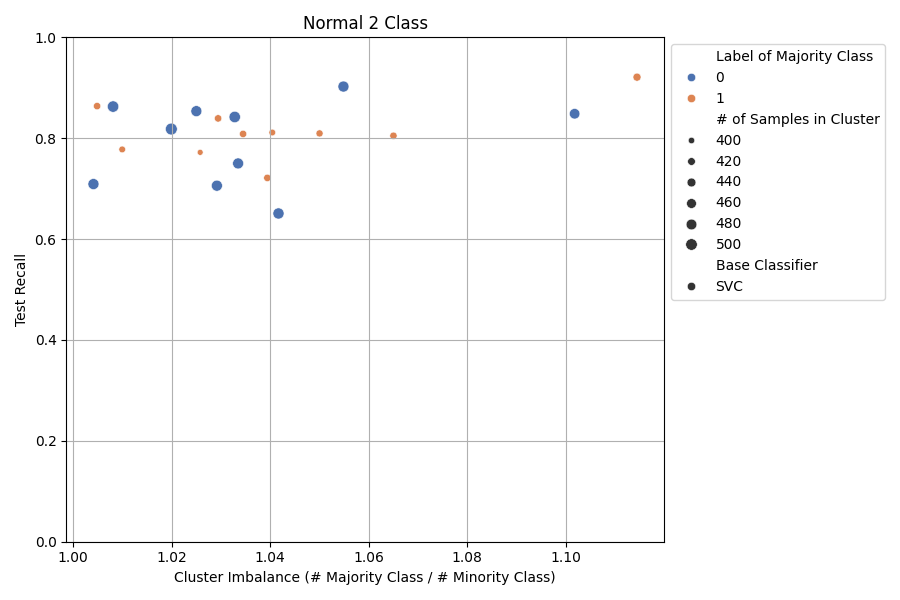 Normal 2 Class
1.0
0.8
0.6
0.4
0.2
0.0
Test Recall
1.00
1.02
1.04
1.06
1.08
1.10
Cluster Imbalance (# Majority Class / # Minority Class)
Label of Majority Class
0
1
# of Samples in Cluster
400
420
440
460
480
500
Base Classifier
SVC